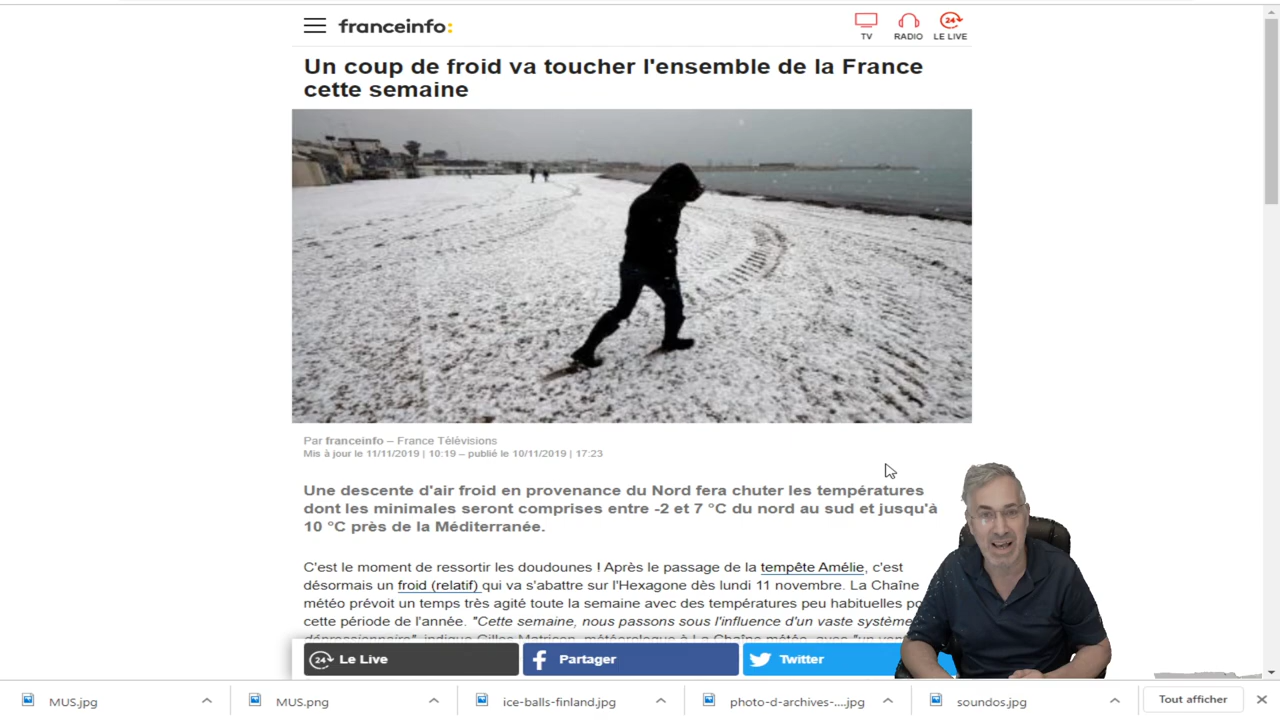 franceinfo:
TV
RADIO
LE LIVE
Un coup de froid va toucher l'ensemble de la France
cette semaine
Par franceinfo – France Télévisions
Mis à jour le 11/11/2019 | 10:19 – publié le 10/11/2019 | 17:23
Une descente d'air froid en provenance du Nord fera chuter les températures
dont les minimales seront comprises entre -2 et 7 °C du nord au sud et jusqu'à
10 °C près de la Méditerranée.
C'est le moment de ressortir les doudounes ! Après le passage de la tempête Amélie, c'est
désormais un froid (relatif) qui va s'abattre sur l'Hexagone dès lundi 11 novembre. La Chaîne
météo prévoit un temps très agité toute la semaine avec des températures peu habituelles
cette période de l'année. "Cette semaine, nous passons sous l'influence d'un vaste système
24 Le Live
Partager
Twitter
MUS.jpg
MUS.png
ice-balls-finland.jpg
photo-d-archives-....jpg
soundos.jpg
Tout afficher